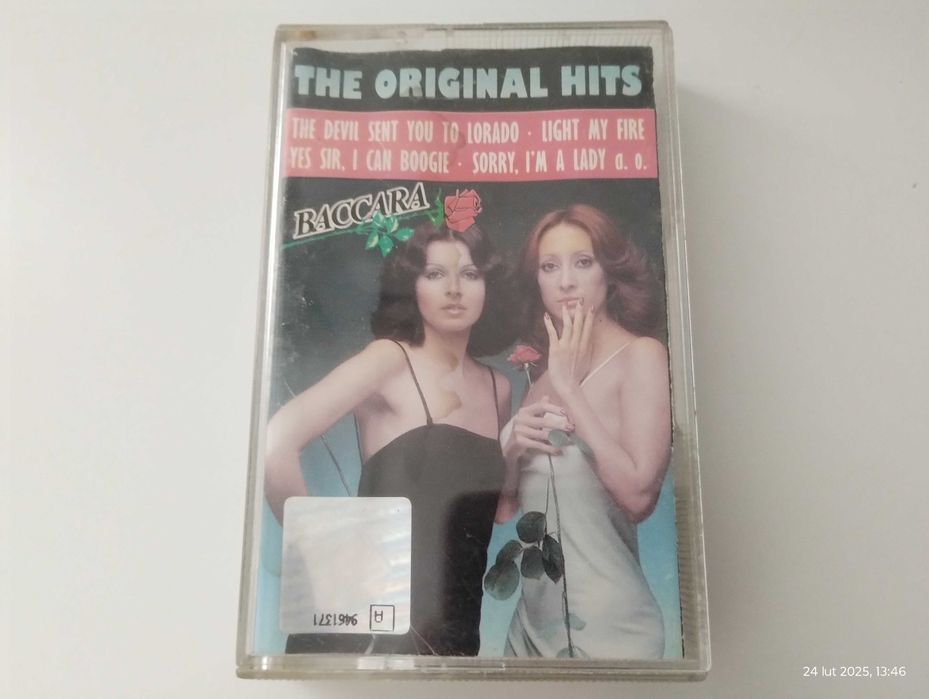 THE ORIGINAL HITS
THE DEVIL SENT YOU TO LORADO · LIGHT MY FIRE
YES SIR, I CAN BOOGIE · SORRY, I'M A LADY a. o.
BACCARA
A 9461371
24 lut 2025, 13:46